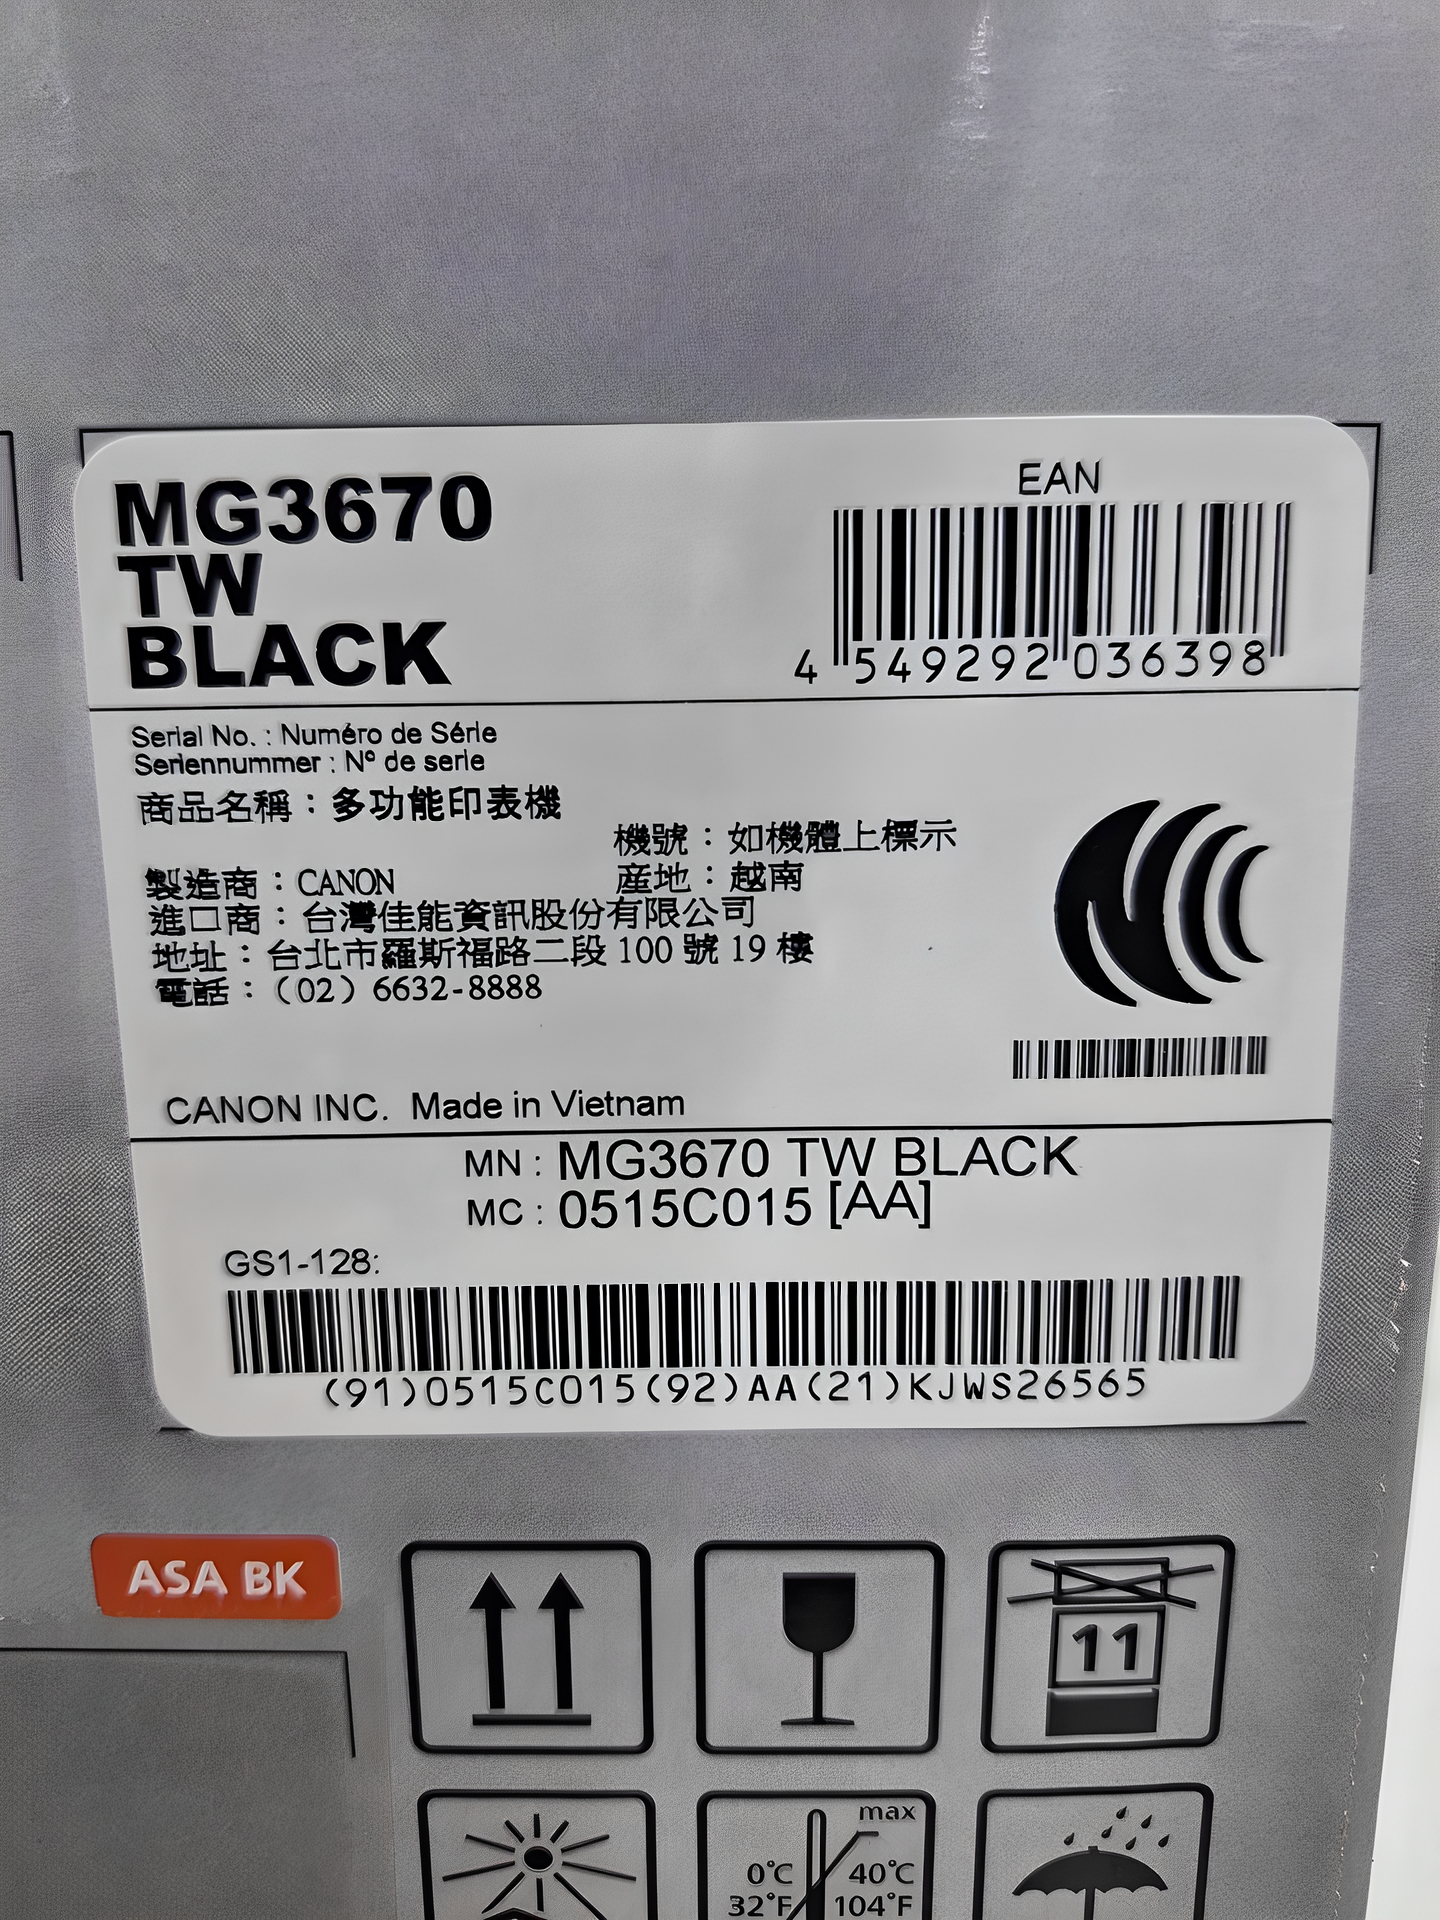 MG3670
TW
BLACK
EAN
4 549292 036398
Serial No. : Numéro de Série
Seriennummer : Nº de serie
商品名稱：多功能印表機
機號：如機體上標示
製造商：CANON
產地：越南
進口商：台灣佳能資訊股份有限公司
地址：台北市羅斯福路二段 100 號 19 樓
電話：（02）6632-8888
CANON INC. Made in Vietnam
MN : MG3670 TW BLACK
MC : 0515C015 [AA]
GS1-128:
(91)0515C015(92)AA(21)KJWS26565
ASA BK
11
max
0℃ 40℃
32°F 104°F